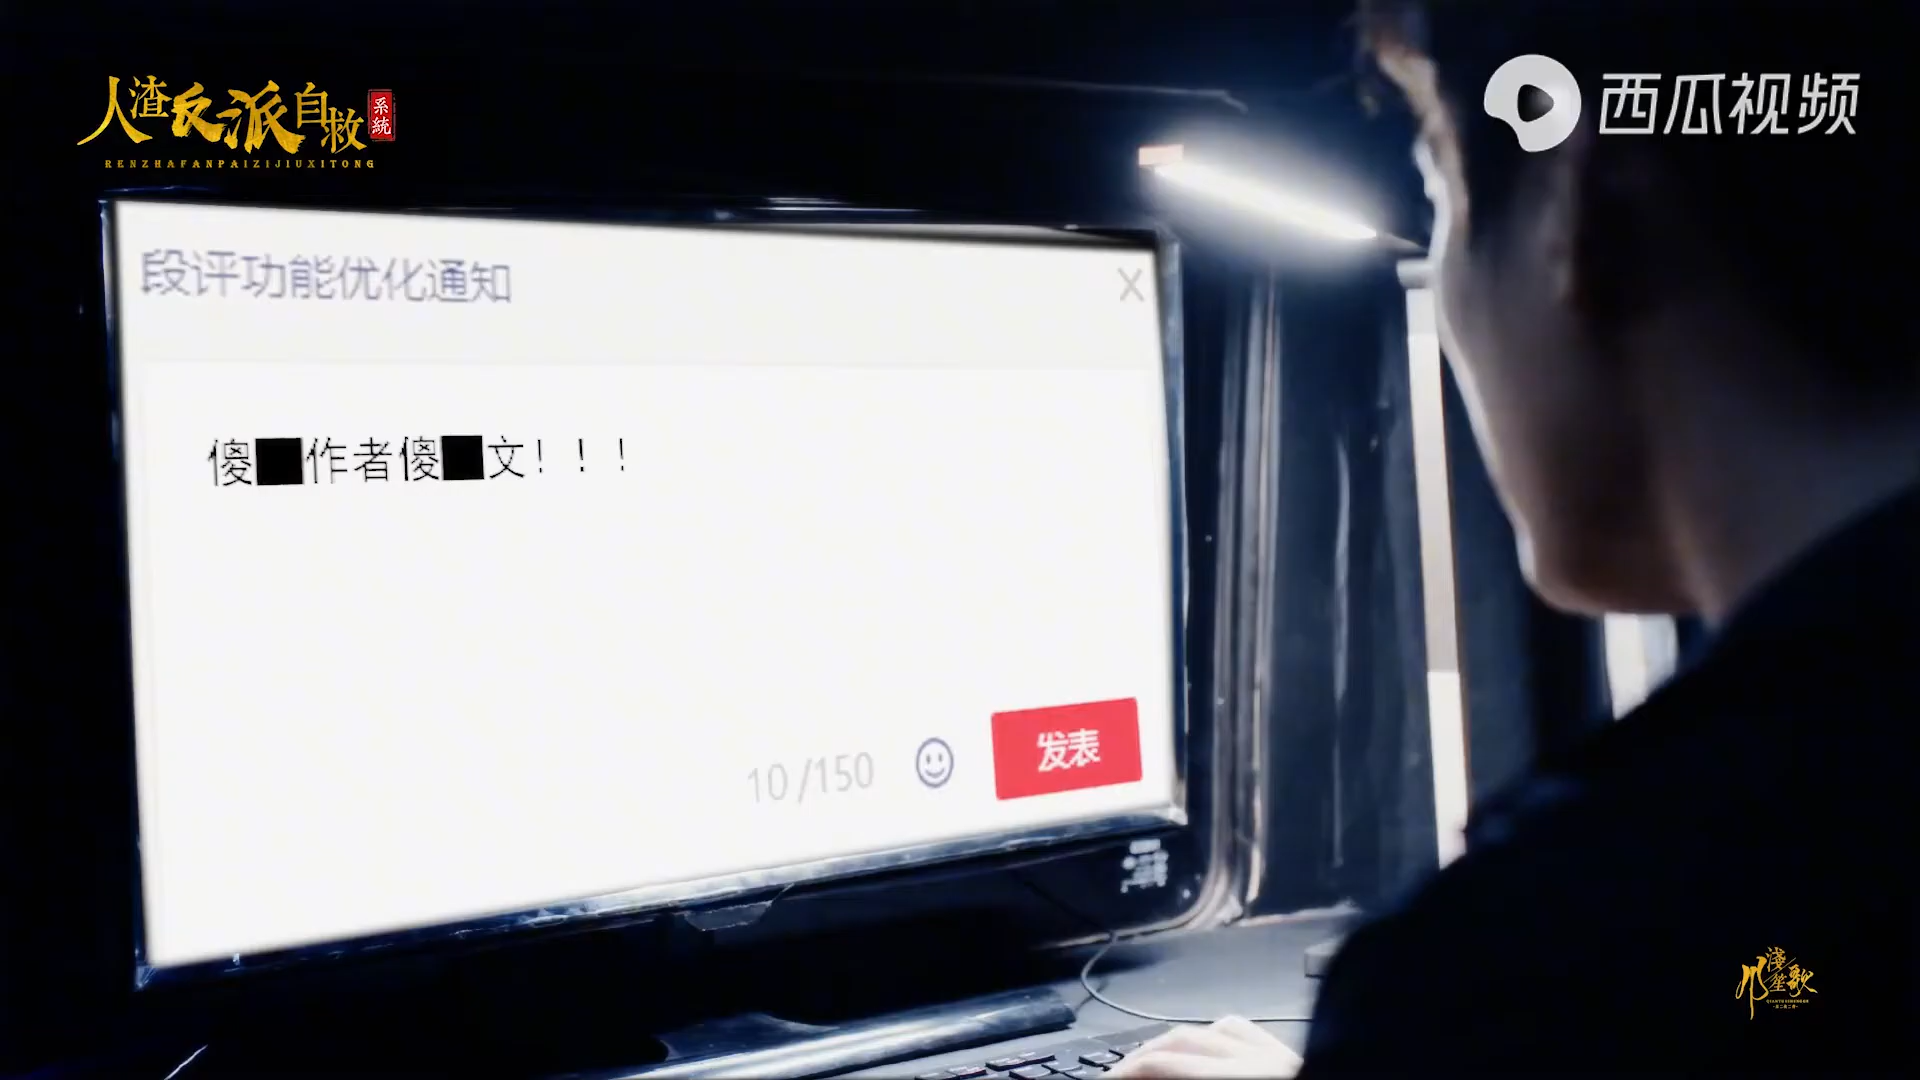 人渣反派自救
系統
RENZHAFANPAIZIJIUXITONG
西瓜视频
段评功能优化通知
X
傻■作者傻■文！！！
10/150
发表